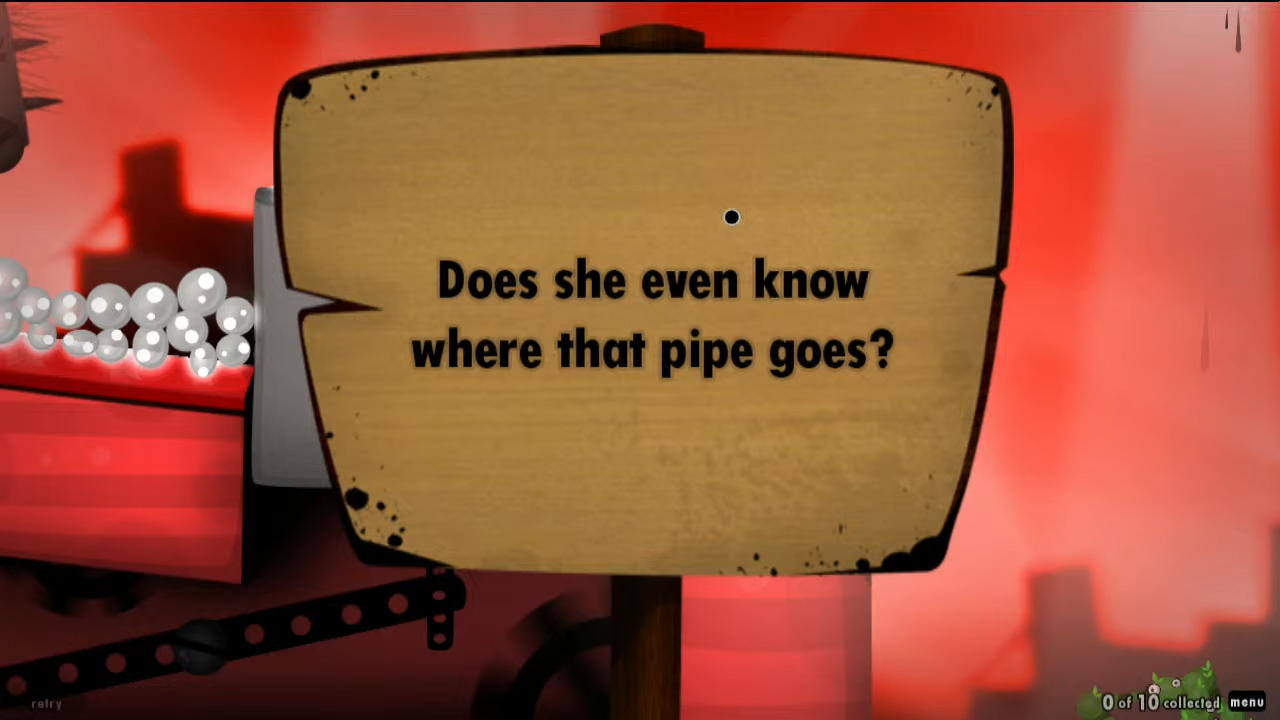 Does she even know
where that pipe goes?
retry
0 of 10 collected menu